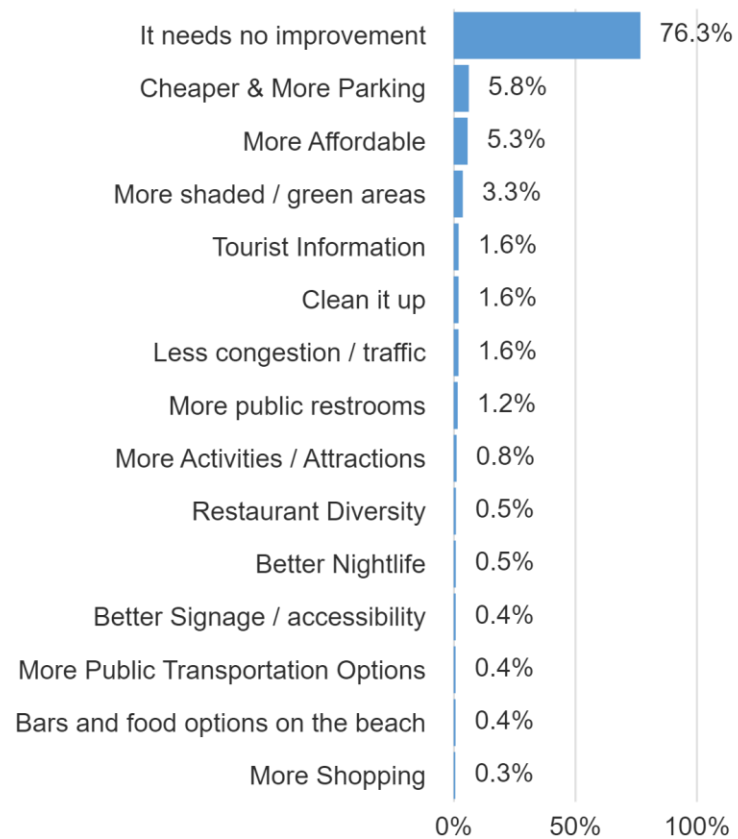 It needs no improvement 76.3%
Cheaper & More Parking 5.8%
More Affordable 5.3%
More shaded / green areas 3.3%
Tourist Information 1.6%
Clean it up 1.6%
Less congestion / traffic 1.6%
More public restrooms 1.2%
More Activities / Attractions 0.8%
Restaurant Diversity 0.5%
Better Nightlife 0.5%
Better Signage / accessibility 0.4%
More Public Transportation Options 0.4%
Bars and food options on the beach 0.4%
More Shopping 0.3%
0% 50% 100%